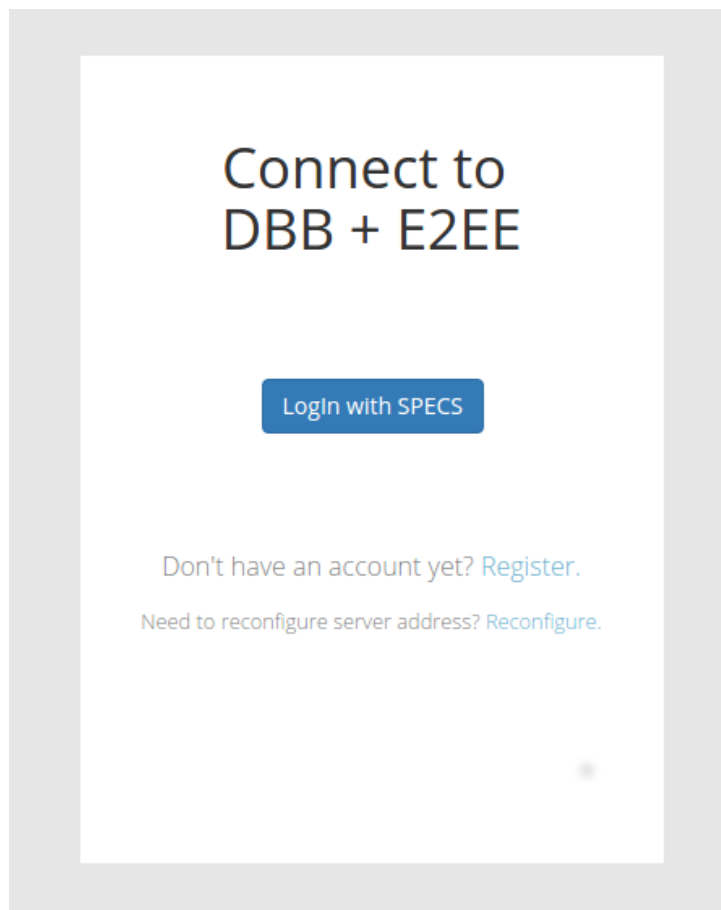 Connect to
DBB + E2EE
LogIn with SPECS
Don't have an account yet? Register.
Need to reconfigure server address? Reconfigure.